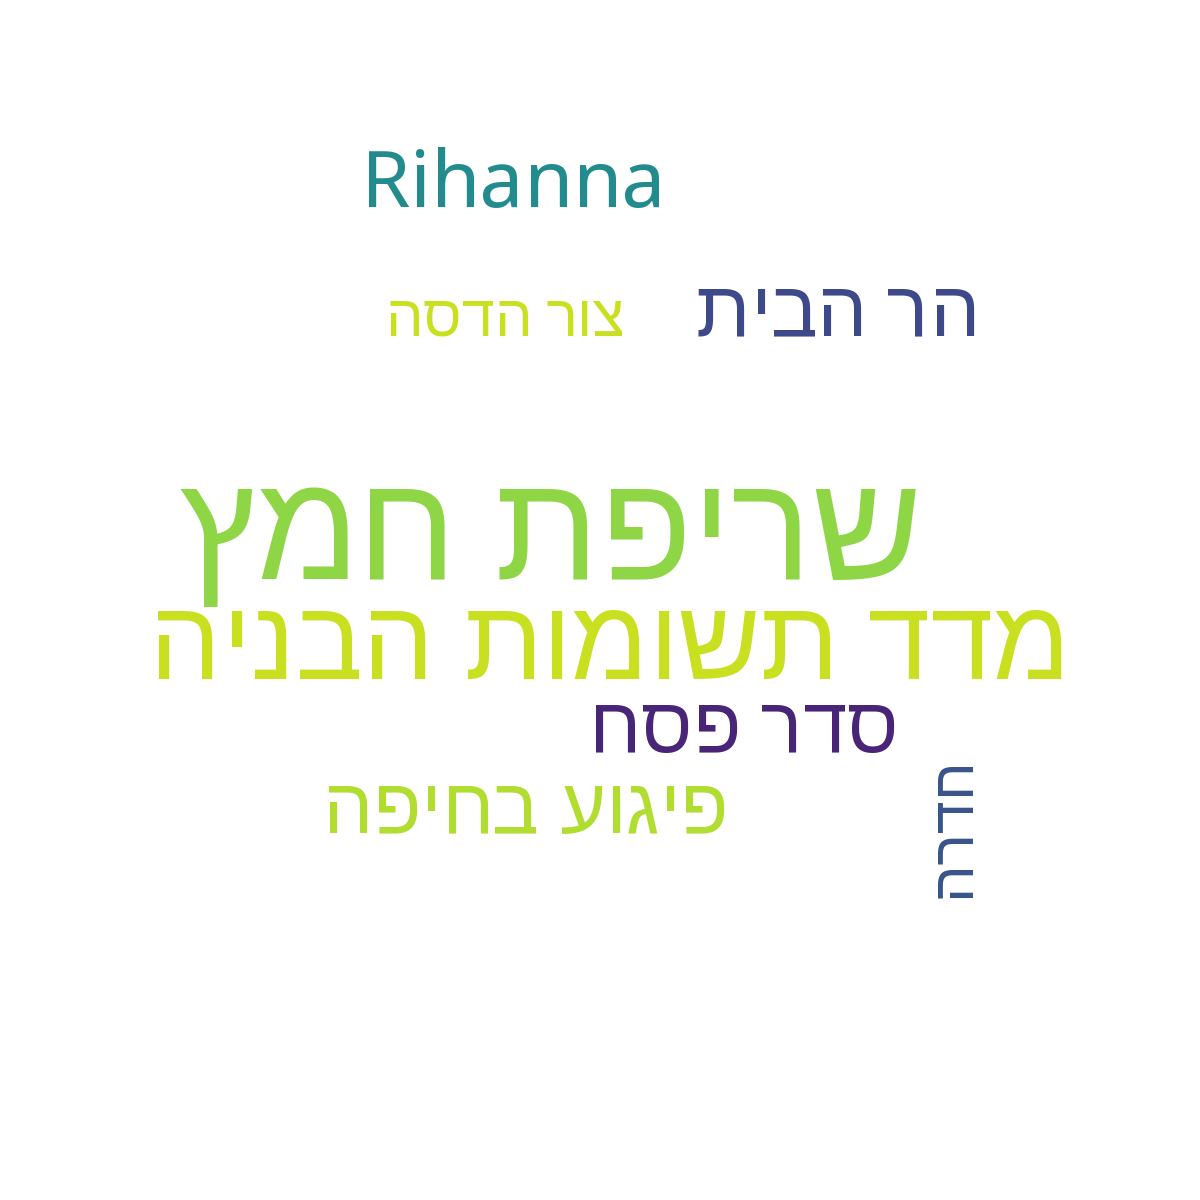 Rihanna
הר הבית
צור הדסה
שריפת חמץ
מדד תשומות הבניה
סדר פסח
פיגוע בחיפה
חדרה